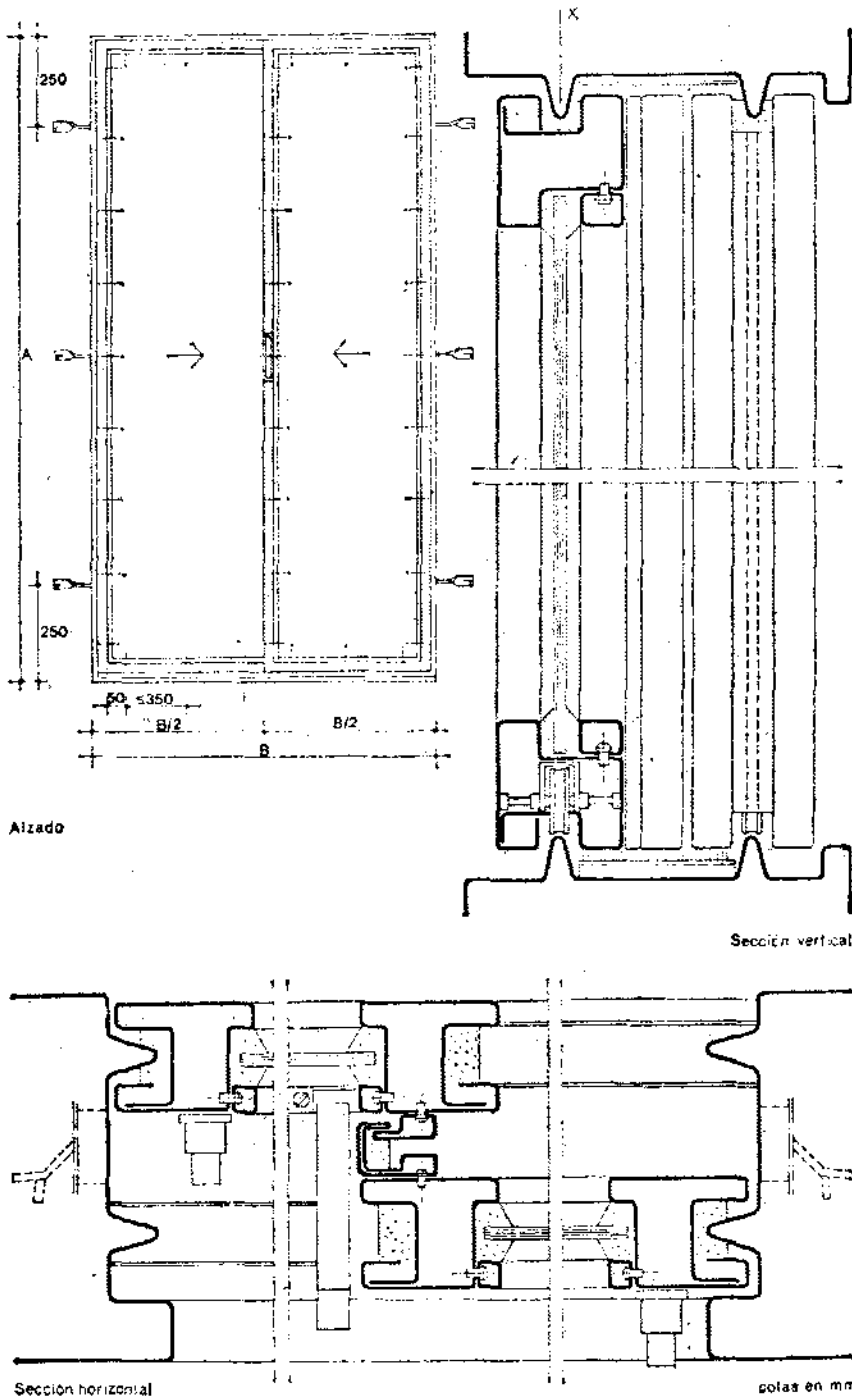 X
250
A
250
50 ≤350
B/2 B/2
B
Alzado
Sección vertical
Sección horizontal
cotas en mm